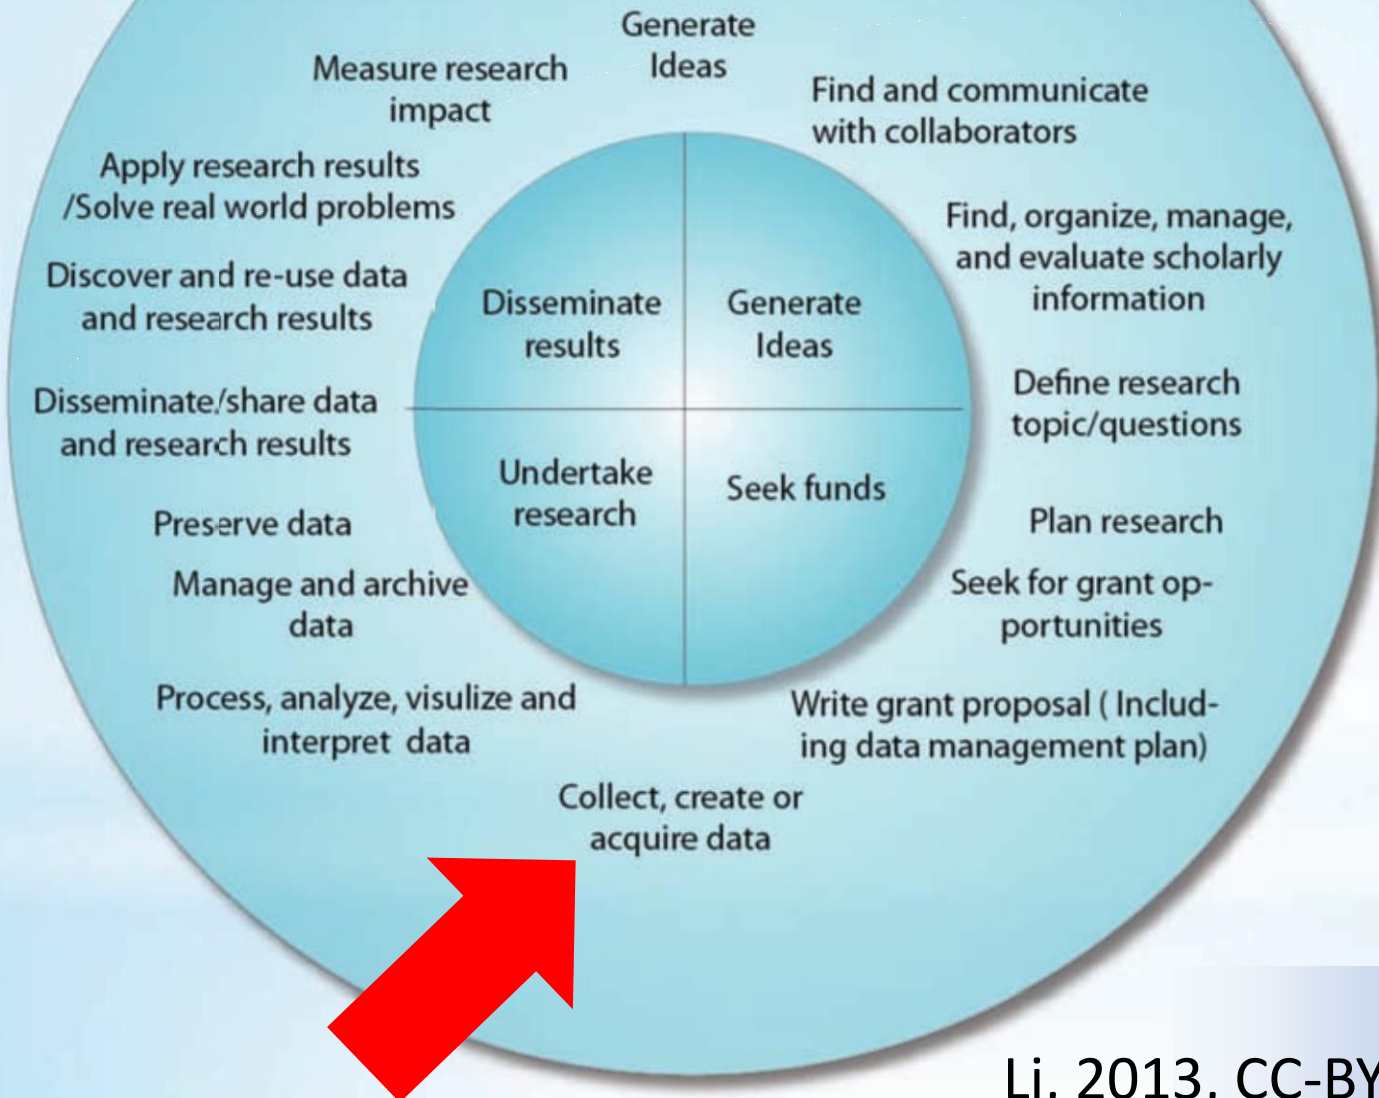 Generate
Ideas
Find and communicate
with collaborators
Find, organize, manage,
and evaluate scholarly
information
Define research
topic/questions
Plan research
Seek for grant op-
portunities
Write grant proposal ( Includ-
ing data management plan)
Collect, create or
acquire data
Process, analyze, visulize and
interpret data
Manage and archive
data
Preserve data
Disseminate/share data
and research results
Discover and re-use data
and research results
Apply research results
/Solve real world problems
Measure research
impact
Disseminate
results
Generate
Ideas
Undertake
research
Seek funds
Li, 2013, CC-BY